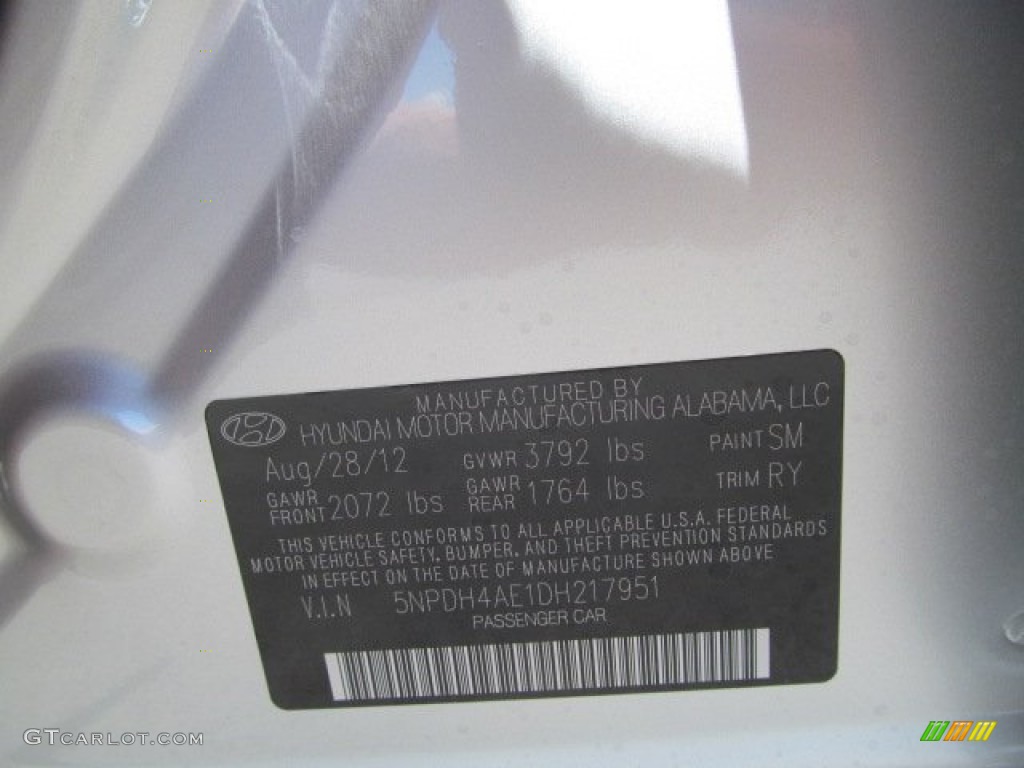 MANUFACTURED BY
HYUNDAI MOTOR MANUFACTURING ALABAMA, LLC
Aug/28/12 GVWR 3792 lbs PAINT SM
GAWR FRONT 2072 lbs GAWR REAR 1764 lbs TRIM RY
THIS VEHICLE CONFORMS TO ALL APPLICABLE U.S.A. FEDERAL
MOTOR VEHICLE SAFETY, BUMPER, AND THEFT PREVENTION STANDARDS
IN EFFECT ON THE DATE OF MANUFACTURE SHOWN ABOVE
V.I.N 5NPDH4AE1DH217951
PASSENGER CAR
GTCARLOT.COM